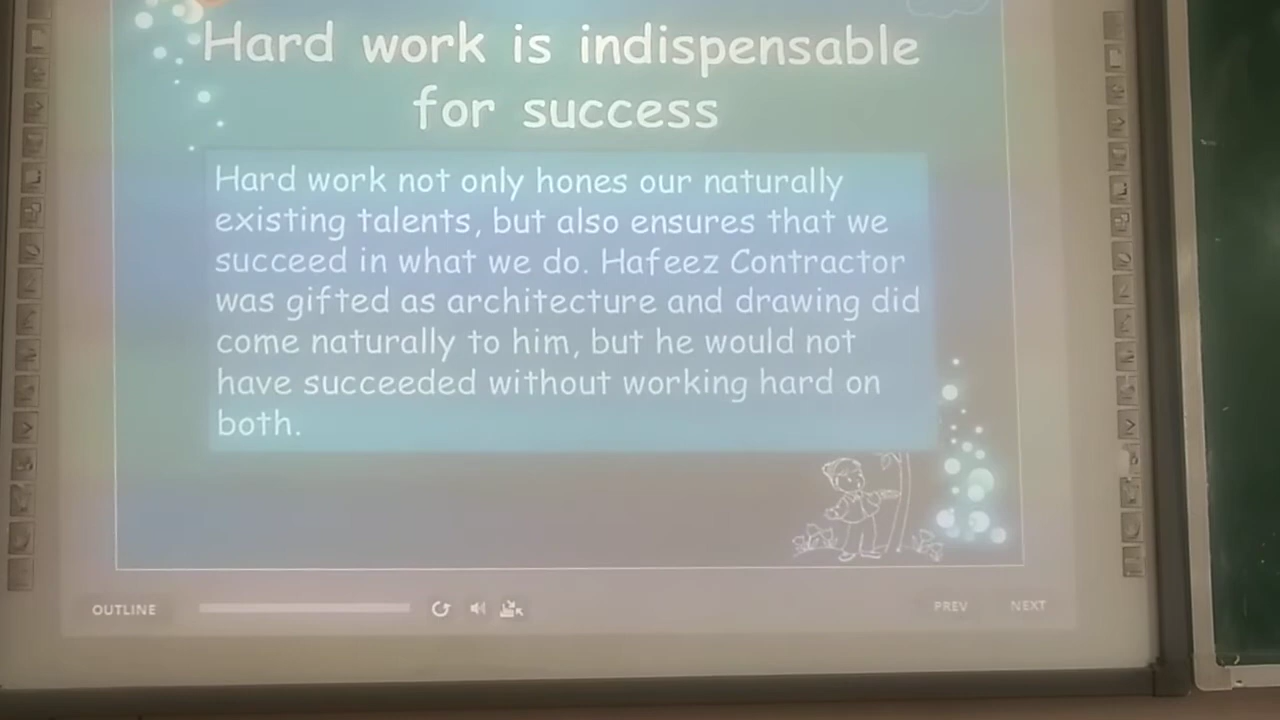 Hard work is indispensable
for success
Hard work not only hones our naturally
existing talents, but also ensures that we
succeed in what we do. Hafeez Contractor
was gifted as architecture and drawing did
come naturally to him, but he would not
have succeeded without working hard on
both.
OUTLINE
PREV
NEXT